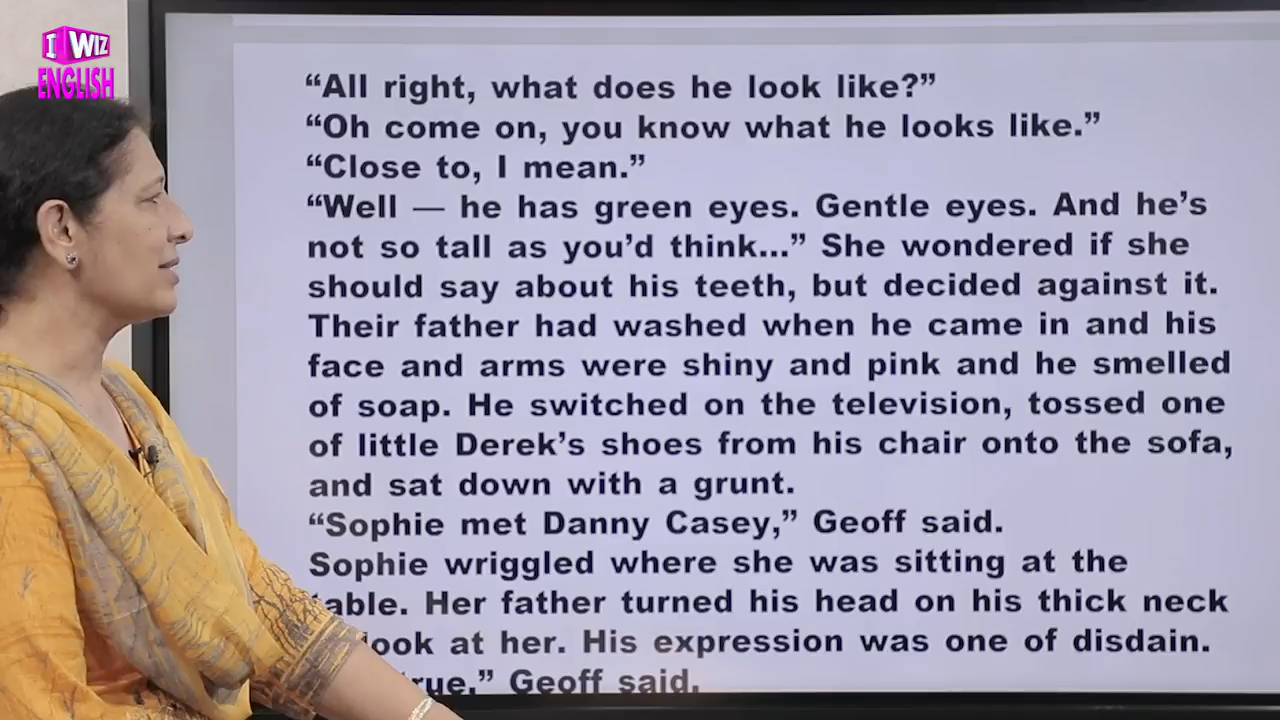 I WIZ
ENGLISH
“All right, what does he look like?”
“Oh come on, you know what he looks like.”
“Close to, I mean.”
“Well — he has green eyes. Gentle eyes. And he’s
not so tall as you’d think...” She wondered if she
should say about his teeth, but decided against it.
Their father had washed when he came in and his
face and arms were shiny and pink and he smelled
of soap. He switched on the television, tossed one
of little Derek’s shoes from his chair onto the sofa,
and sat down with a grunt.
“Sophie met Danny Casey,” Geoff said.
Sophie wriggled where she was sitting at the
table. Her father turned his head on his thick neck
look at her. His expression was one of disdain.
Geoff said.